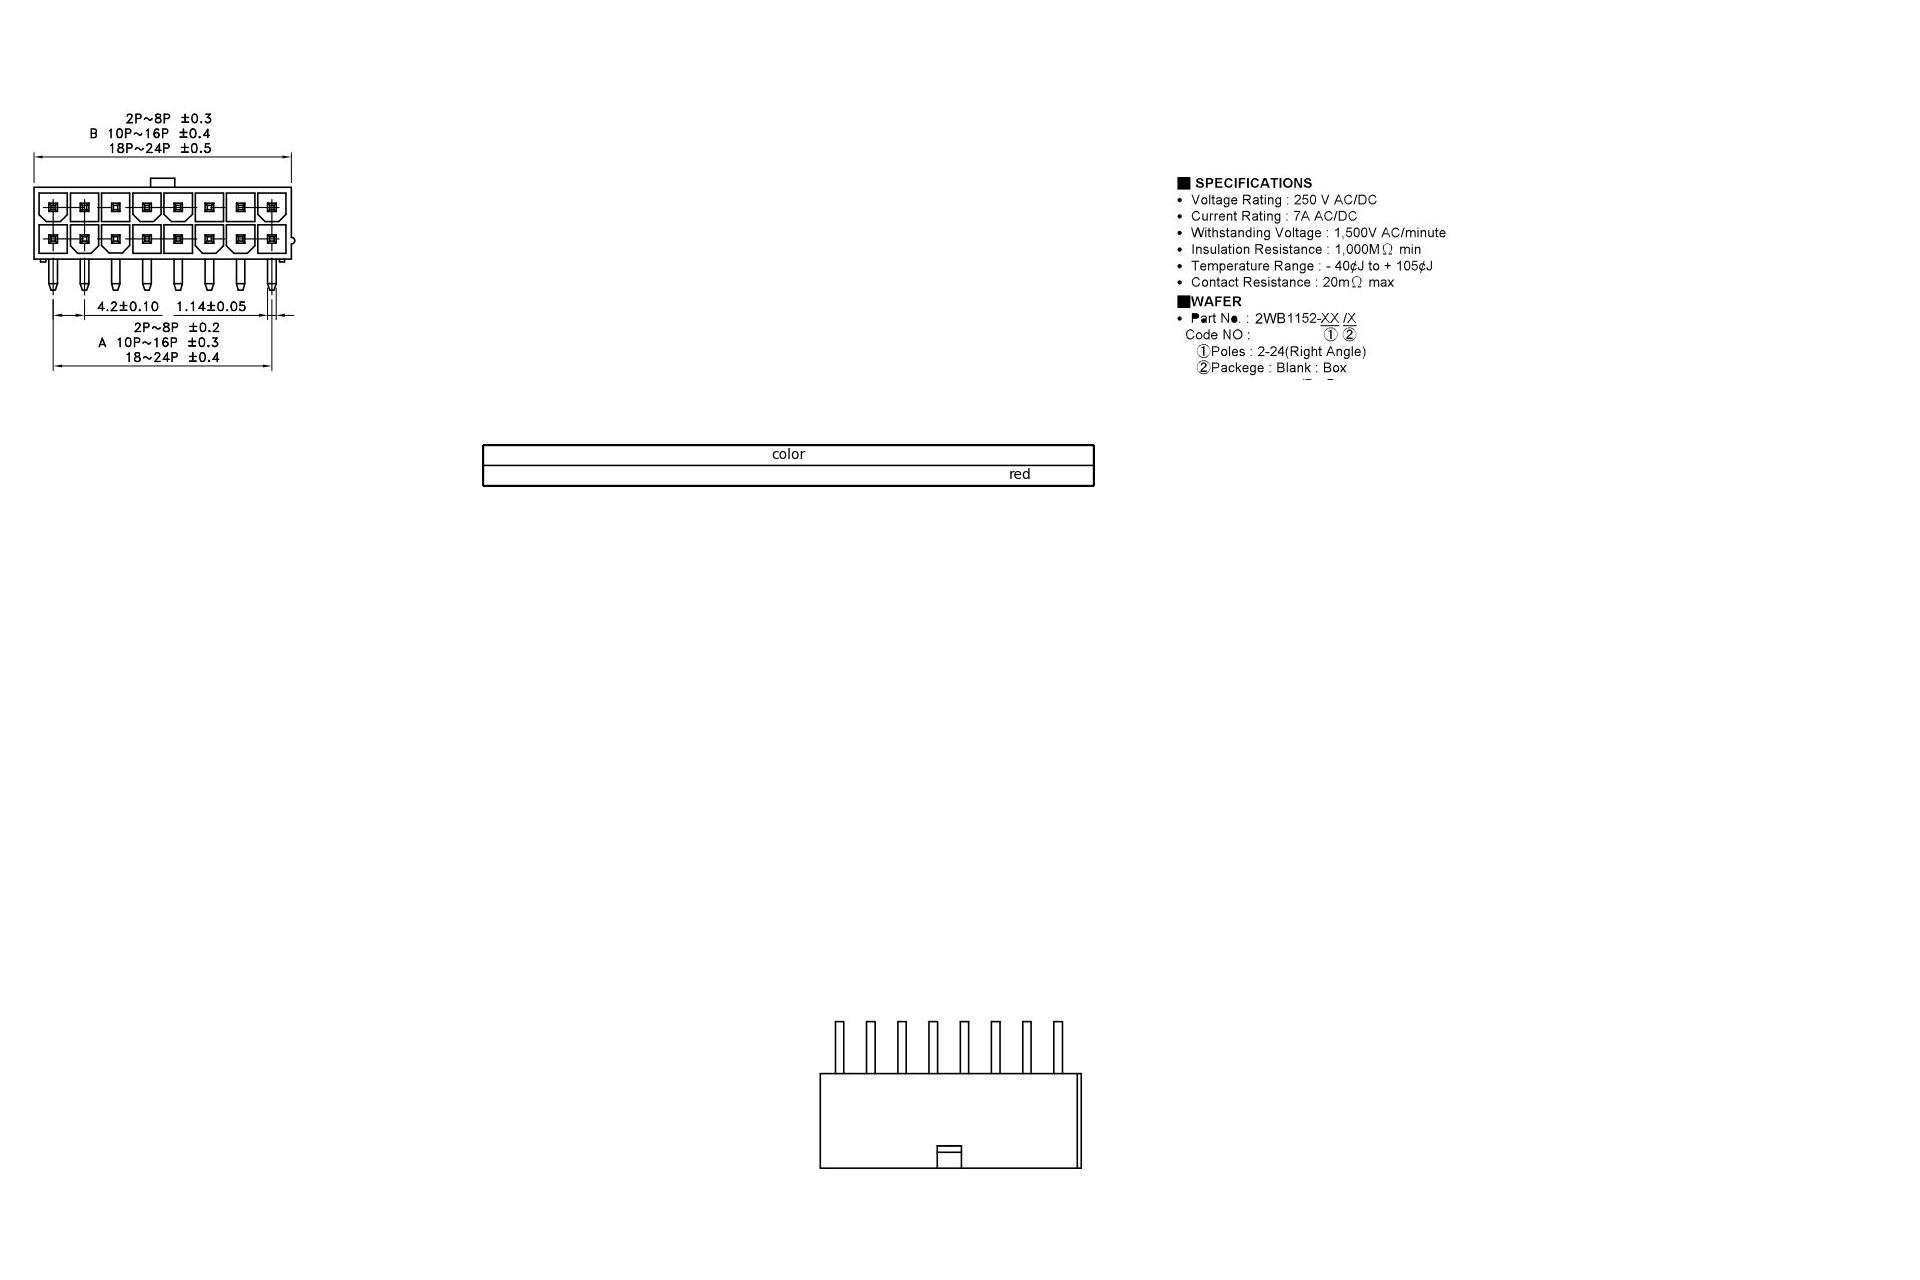 2P~8P ±0.3
B 10P~16P ±0.4
18P~24P ±0.5
4.2±0.10 1.14±0.05
2P~8P ±0.2
A 10P~16P ±0.3
18~24P ±0.4
■ SPECIFICATIONS
• Voltage Rating : 250 V AC/DC
• Current Rating : 7A AC/DC
• Withstanding Voltage : 1,500V AC/minute
• Insulation Resistance : 1,000MΩ min
• Temperature Range : - 40¢J to + 105¢J
• Contact Resistance : 20mΩ max
■WAFER
• Part No. : 2WB1152-XX /X
Code NO : ① ②
①Poles : 2-24(Right Angle)
②Packege : Blank : Box
color
red